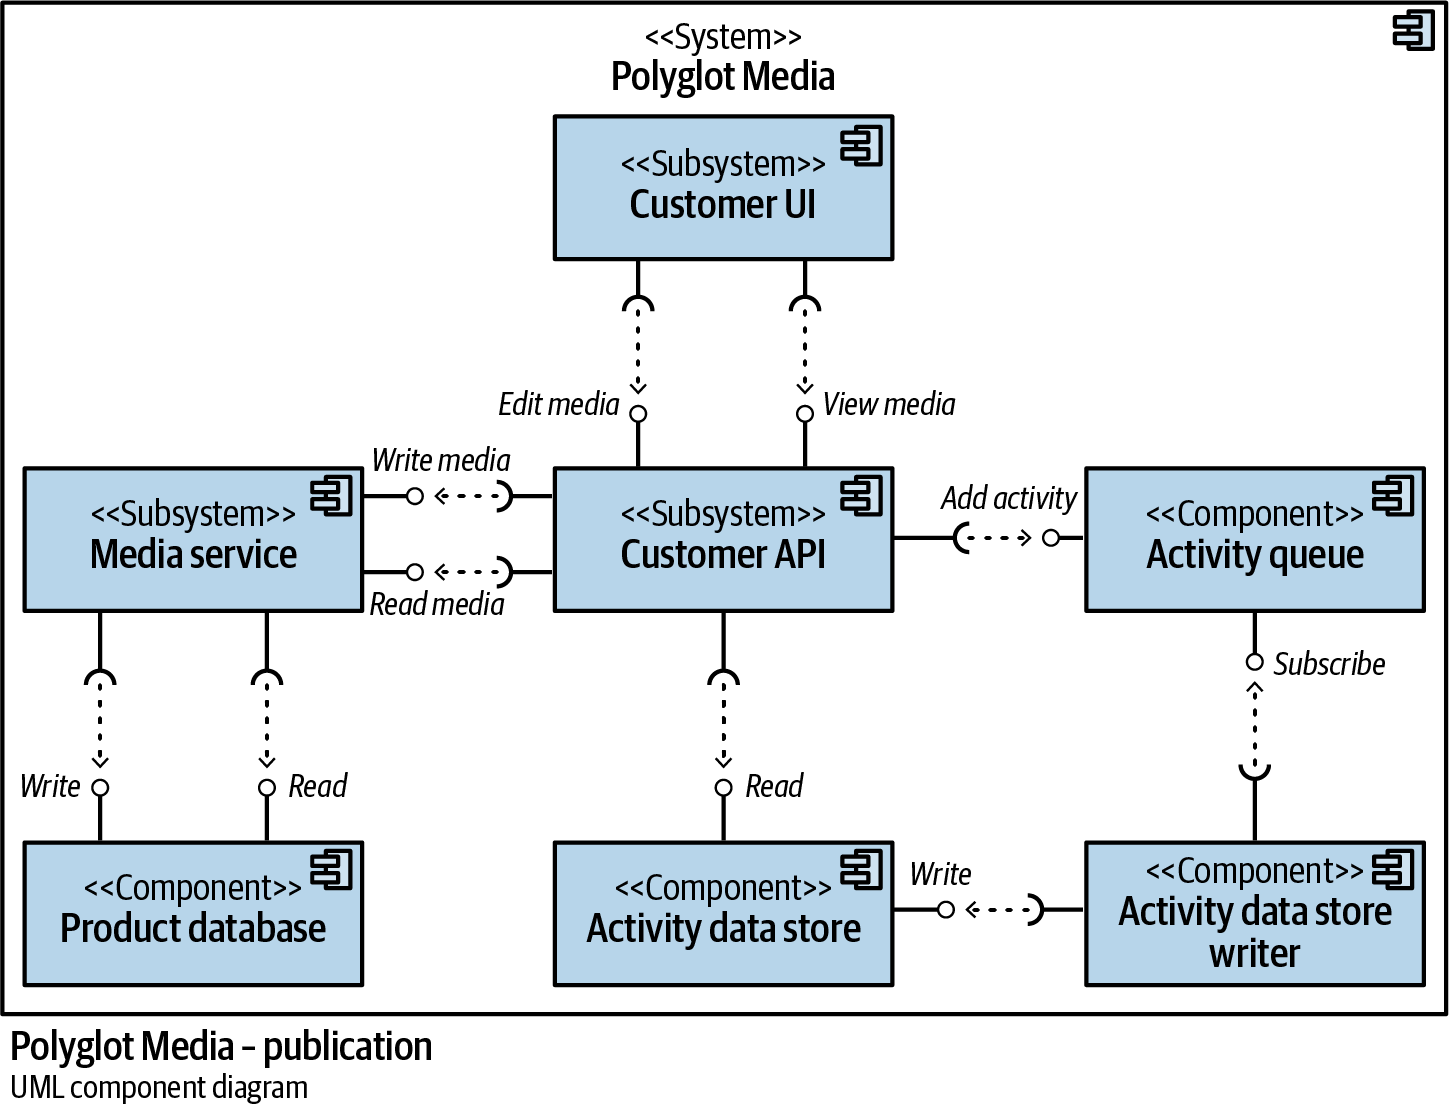 <<System>>
Polyglot Media
<<Subsystem>>
Customer UI
Edit media
View media
Write media
<<Subsystem>>
Media service
Read media
<<Subsystem>>
Customer API
Add activity
<<Component>>
Activity queue
Subscribe
Write
Read
Read
<<Component>>
Product database
<<Component>>
Activity data store
Write
<<Component>>
Activity data store
writer
Polyglot Media – publication
UML component diagram